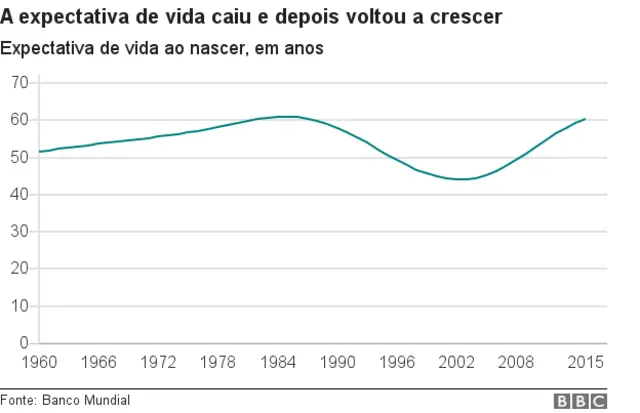 A expectativa de vida caiu e depois voltou a crescer
Expectativa de vida ao nascer, em anos
70
60
50
40
30
20
10
0
1960 1966 1972 1978 1984 1990 1996 2002 2008 2015
Fonte: Banco Mundial BBC